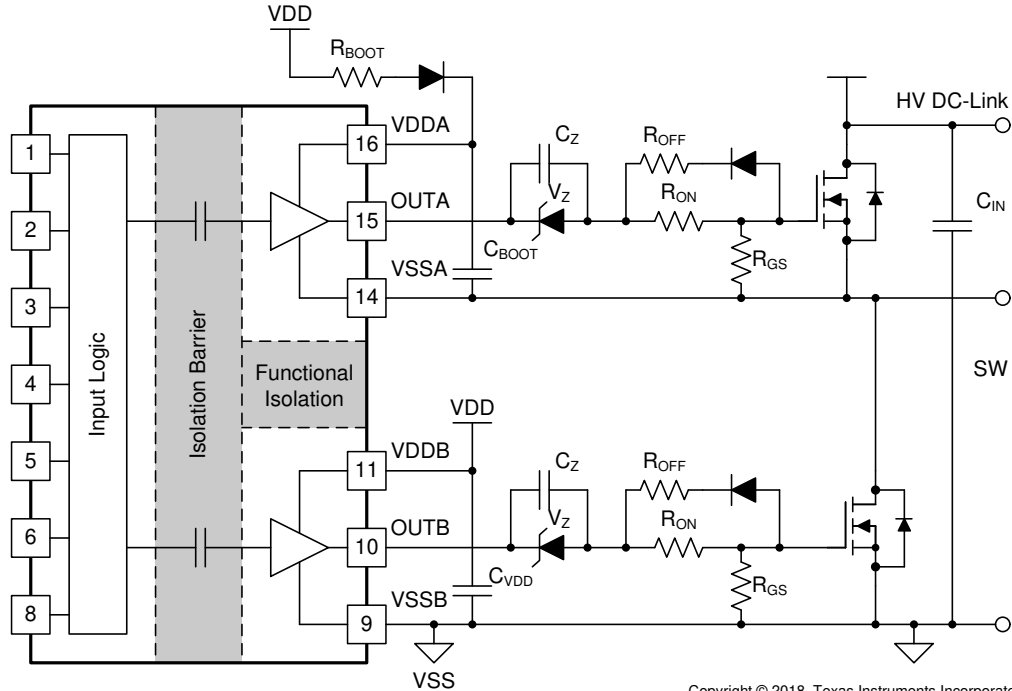 VDD
RBOOT
HV DC-Link
1
2
3
4
5
6
8
Input Logic
Isolation Barrier
Functional
Isolation
16
VDDA
15
OUTA
14
VSSA
CBOOT
CZ
VZ
ROFF
RON
RGS
CIN
SW
VDD
11
VDDB
10
OUTB
9
VSSB
CVDD
CZ
VZ
ROFF
RON
RGS
VSS
Copyright © 2018, Texas Instruments Incorporate